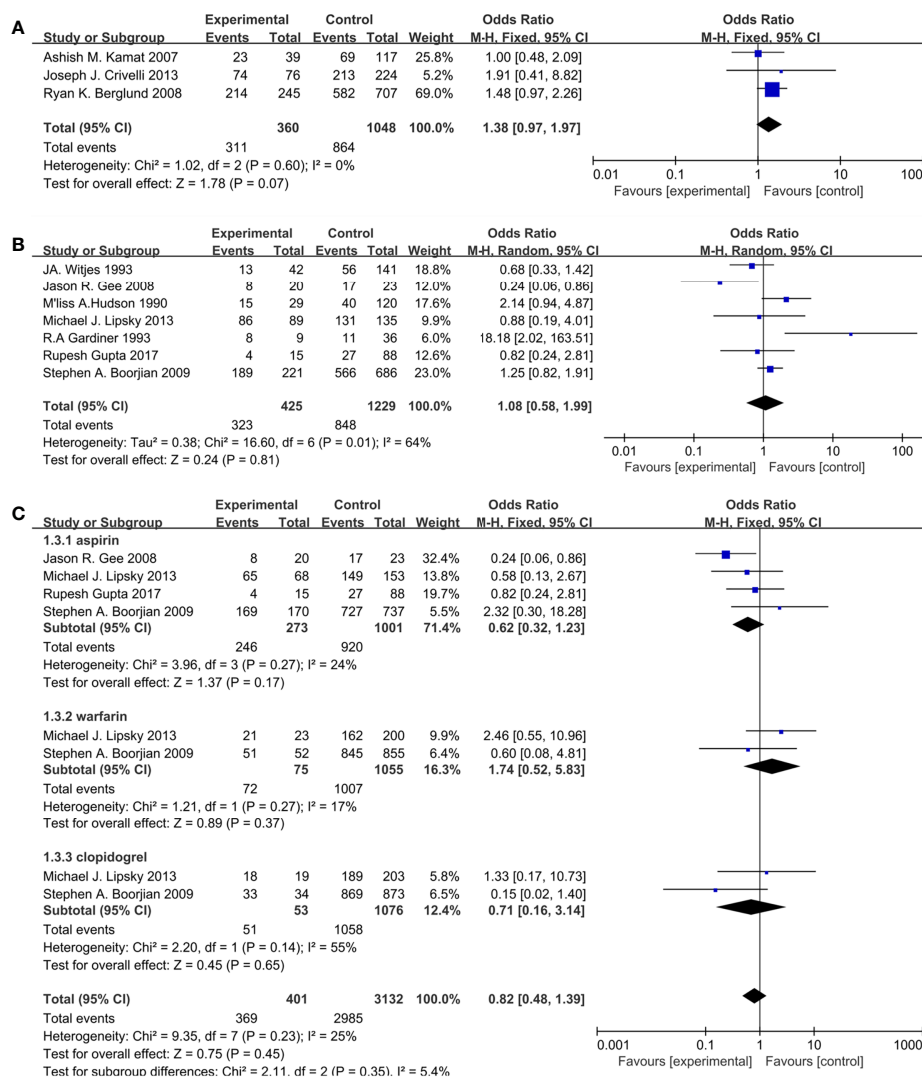 A
Experimental Control Odds Ratio Odds Ratio
Study or Subgroup Events Total Events Total Weight M-H, Fixed, 95% CI M-H, Fixed, 95% CI
Ashish M. Kamat 2007 23 39 69 117 25.8% 1.00 [0.48, 2.09]
Joseph J. Crivelli 2013 74 76 213 224 5.2% 1.91 [0.41, 8.82]
Ryan K. Berglund 2008 214 245 582 707 69.0% 1.48 [0.97, 2.26]
Total (95% CI) 360 1048 100.0% 1.38 [0.97, 1.97]
Total events 311 864
Heterogeneity: Chi² = 1.02, df = 2 (P = 0.60); I² = 0%
Test for overall effect: Z = 1.78 (P = 0.07)
0.01 0.1 1 10 100
Favours [experimental] Favours [control]
B
Experimental Control Odds Ratio Odds Ratio
Study or Subgroup Events Total Events Total Weight M-H, Random, 95% CI M-H, Random, 95% CI
JA. Witjes 1993 13 42 56 141 18.8% 0.68 [0.33, 1.42]
Jason R. Gee 2008 8 20 17 23 12.0% 0.24 [0.06, 0.86]
M'liss A.Hudson 1990 15 29 40 120 17.6% 2.14 [0.94, 4.87]
Michael J. Lipsky 2013 86 89 131 135 9.9% 0.88 [0.19, 4.01]
R.A Gardiner 1993 8 9 11 36 6.0% 18.18 [2.02, 163.51]
Rupesh Gupta 2017 4 15 27 88 12.6% 0.82 [0.24, 2.81]
Stephen A. Boorjian 2009 189 221 566 686 23.0% 1.25 [0.82, 1.91]
Total (95% CI) 425 1229 100.0% 1.08 [0.58, 1.99]
Total events 323 848
Heterogeneity: Tau² = 0.38; Chi² = 16.60, df = 6 (P = 0.01); I² = 64%
Test for overall effect: Z = 0.24 (P = 0.81)
0.01 0.1 1 10 100
Favours [experimental] Favours [control]
C
Experimental Control Odds Ratio Odds Ratio
Study or Subgroup Events Total Events Total Weight M-H, Fixed, 95% CI M-H, Fixed, 95% CI
1.3.1 aspirin
Jason R. Gee 2008 8 20 17 23 32.4% 0.24 [0.06, 0.86]
Michael J. Lipsky 2013 65 68 149 153 13.8% 0.58 [0.13, 2.67]
Rupesh Gupta 2017 4 15 27 88 19.7% 0.82 [0.24, 2.81]
Stephen A. Boorjian 2009 169 170 727 737 5.5% 2.32 [0.30, 18.28]
Subtotal (95% CI) 273 1001 71.4% 0.62 [0.32, 1.23]
Total events 246 920
Heterogeneity: Chi² = 3.96, df = 3 (P = 0.27); I² = 24%
Test for overall effect: Z = 1.37 (P = 0.17)
1.3.2 warfarin
Michael J. Lipsky 2013 21 23 162 200 9.9% 2.46 [0.55, 10.96]
Stephen A. Boorjian 2009 51 52 845 855 6.4% 0.60 [0.08, 4.81]
Subtotal (95% CI) 75 1055 16.3% 1.74 [0.52, 5.83]
Total events 72 1007
Heterogeneity: Chi² = 1.21, df = 1 (P = 0.27); I² = 17%
Test for overall effect: Z = 0.89 (P = 0.37)
1.3.3 clopidogrel
Michael J. Lipsky 2013 18 19 189 203 5.8% 1.33 [0.17, 10.73]
Stephen A. Boorjian 2009 33 34 869 873 6.5% 0.15 [0.02, 1.40]
Subtotal (95% CI) 53 1076 12.4% 0.71 [0.16, 3.14]
Total events 51 1058
Heterogeneity: Chi² = 2.20, df = 1 (P = 0.14); I² = 55%
Test for overall effect: Z = 0.45 (P = 0.65)
Total (95% CI) 401 3132 100.0% 0.82 [0.48, 1.39]
Total events 369 2985
Heterogeneity: Chi² = 9.35, df = 7 (P = 0.23); I² = 25%
Test for overall effect: Z = 0.75 (P = 0.45)
Test for subgroup differences: Chi² = 2.11, df = 2 (P = 0.35), I² = 5.4%
0.001 0.1 1 10 1000
Favours [experimental] Favours [control]